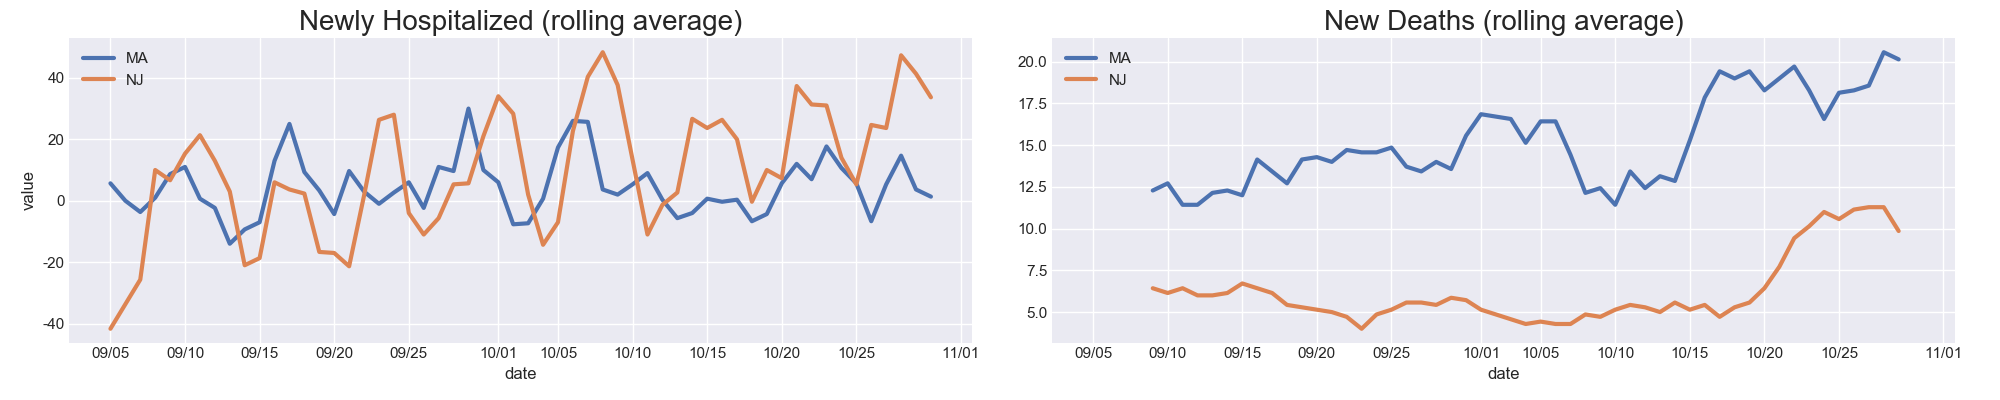 Newly Hospitalized (rolling average)
MA
NJ
value
40
20
0
-20
-40
09/05 09/10 09/15 09/20 09/25 10/01 10/05 10/10 10/15 10/20 10/25 11/01
date
New Deaths (rolling average)
MA
NJ
20.0
17.5
15.0
12.5
10.0
7.5
5.0
09/05 09/10 09/15 09/20 09/25 10/01 10/05 10/10 10/15 10/20 10/25 11/01
date